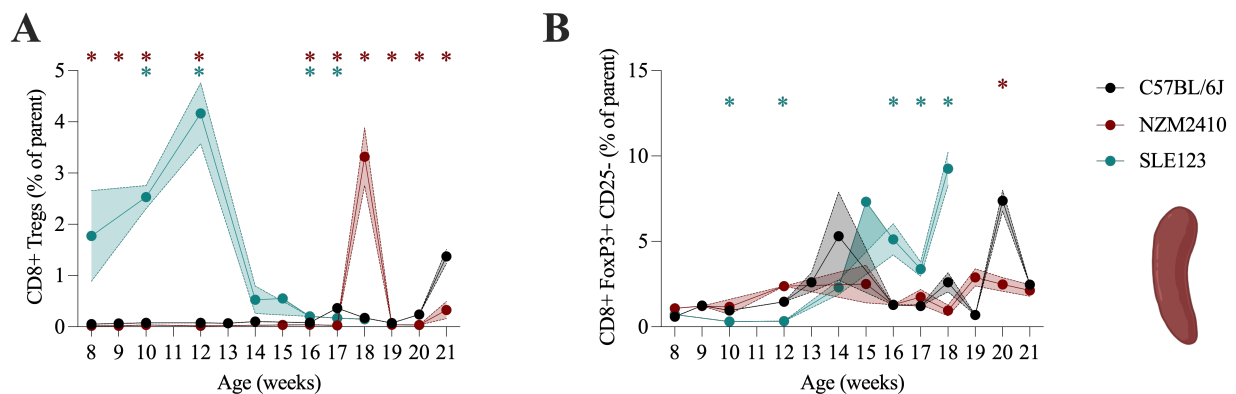 A
B
CD8+ Tregs (% of parent)
5
4
3
2
1
0
* * * * * * * * * *
* * * *
8 9 10 11 12 13 14 15 16 17 18 19 20 21
Age (weeks)
CD8+ FoxP3+ CD25- (% of parent)
15
10
5
0
*
* * * * *
8 9 10 11 12 13 14 15 16 17 18 19 20 21
Age (weeks)
C57BL/6J
NZM2410
SLE123